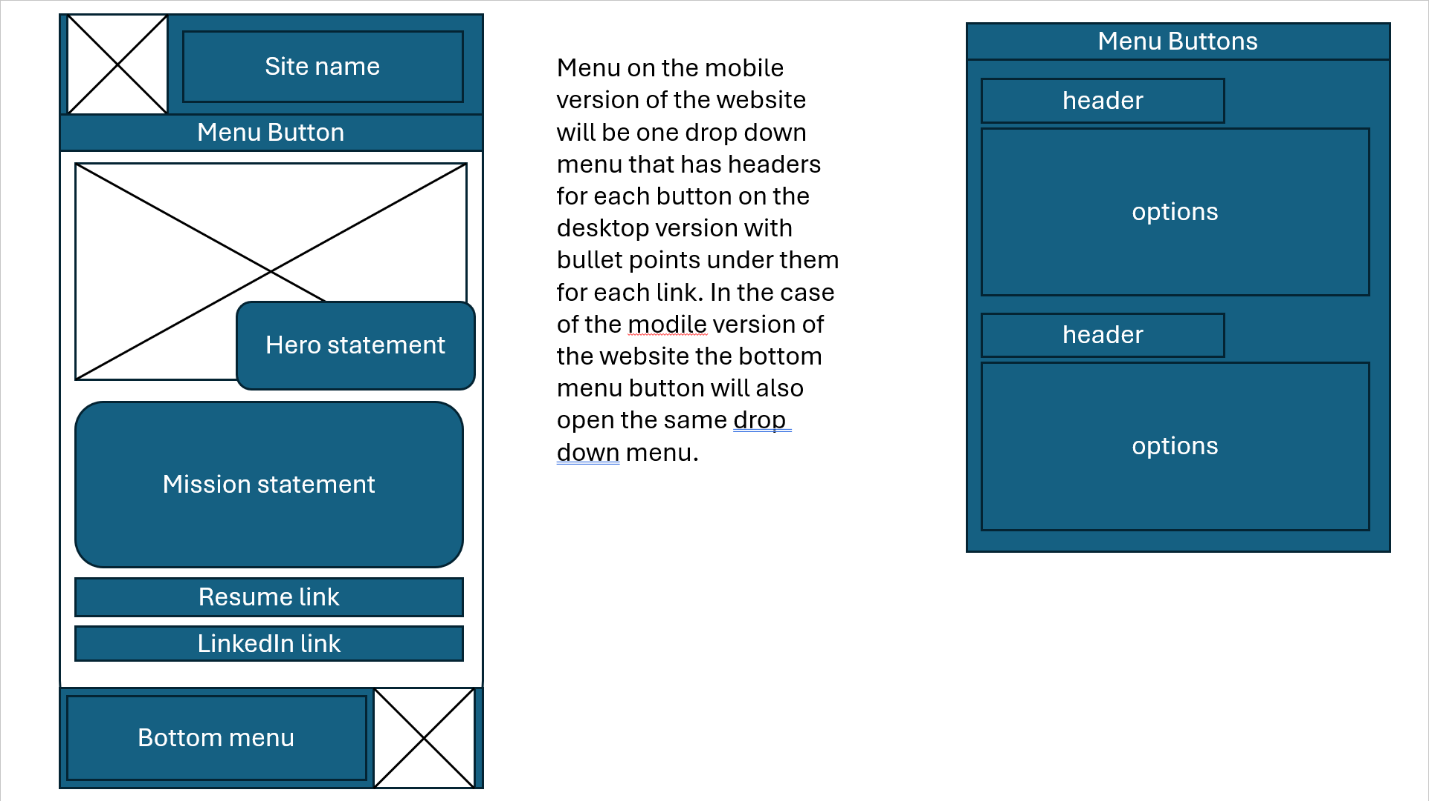 Site name
Menu Button
Hero statement
Mission statement
Resume link
LinkedIn link
Bottom menu
Menu on the mobile
version of the website
will be one drop down
menu that has headers
for each button on the
desktop version with
bullet points under them
for each link. In the case
of the modile version of
the website the bottom
menu button will also
open the same drop
down menu.
Menu Buttons
header
options
header
options